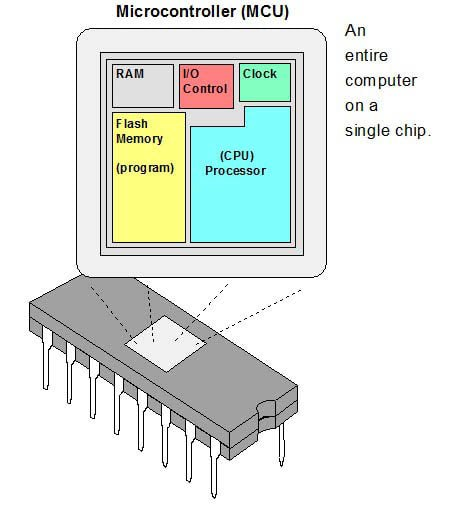 Microcontroller (MCU)
An
entire
computer
on a
single chip.
RAM
I/O
Control
Clock
Flash
Memory
(program)
(CPU)
Processor